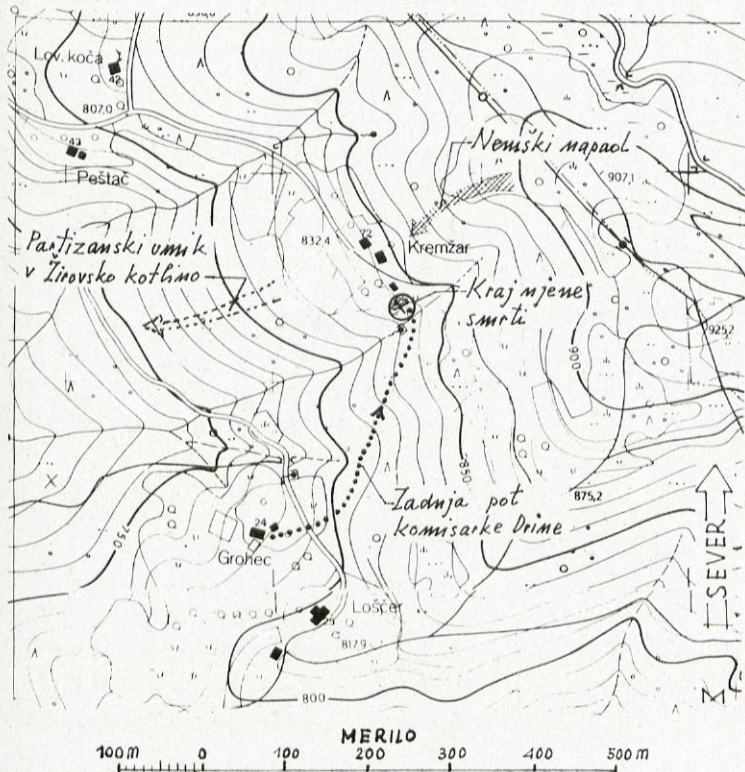 Lov. koča
42
807,0
43
Peštač
Nemški napad
907,1
72
832.4
Kremžar
Partizanski umik
v Žirovsko kotlino
Kraj njene
smrti
925,2
900
850
875,2
Zadnja pot
komisarke Drine
24
Grohec
750
SEVER
Loščer
817.9
800
MERILO
100 m 0 100 200 300 400 500 m